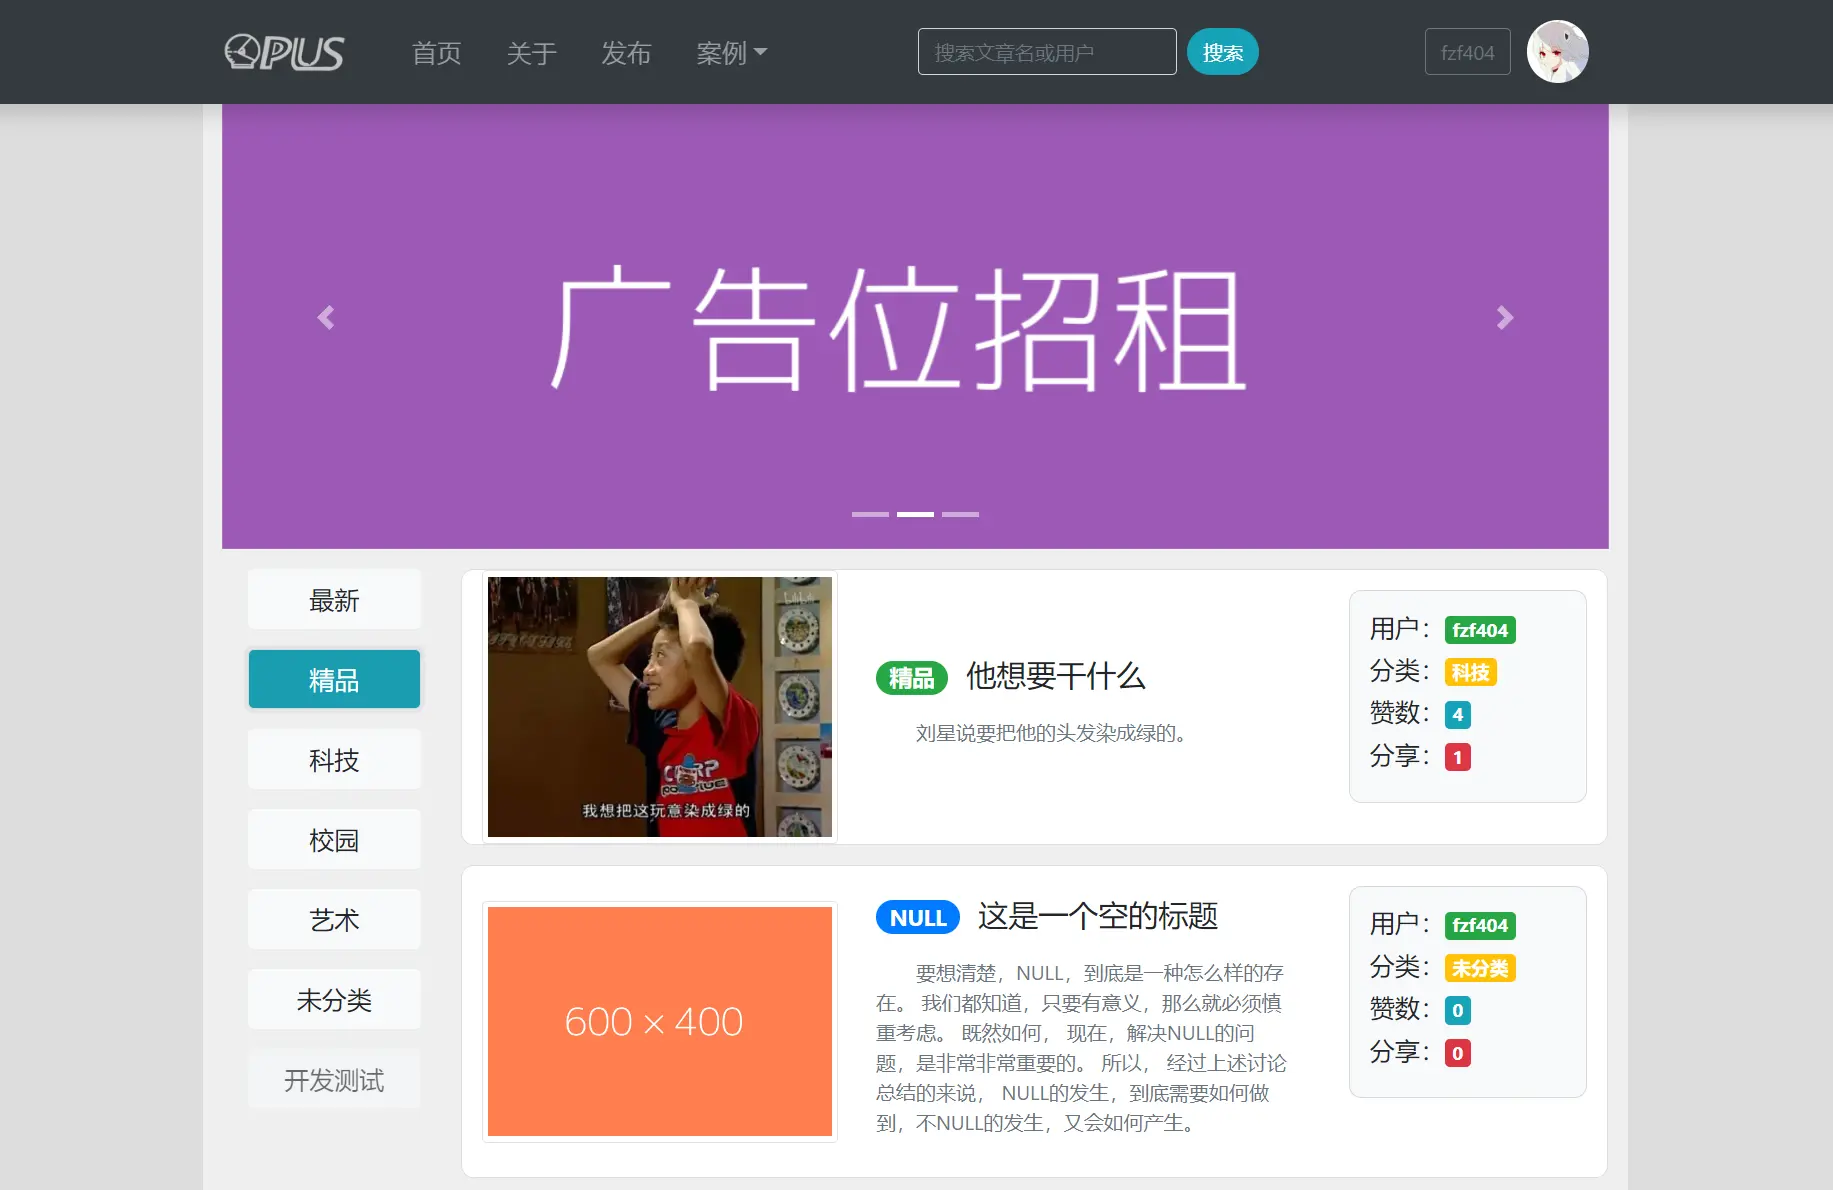 OPLUS
首页
关于
发布
案例
搜索文章名或用户
搜索
fzf404
广告位招租
最新
精品
科技
校园
艺术
未分类
开发测试
我想把这玩意染成绿的
精品 他想要干什么
刘星说要把他的头发染成绿的。
用户： fzf404
分类： 科技
赞数： 4
分享： 1
600 × 400
NULL 这是一个空的标题
要想清楚，NULL，到底是一种怎么样的存
在。 我们都知道，只要有意义，那么就必须慎
重考虑。 既然如何， 现在，解决NULL的问
题，是非常非常重要的。 所以， 经过上述讨论
总结的来说， NULL的发生，到底需要如何做
到，不NULL的发生，又会如何产生。
用户： fzf404
分类： 未分类
赞数： 0
分享： 0